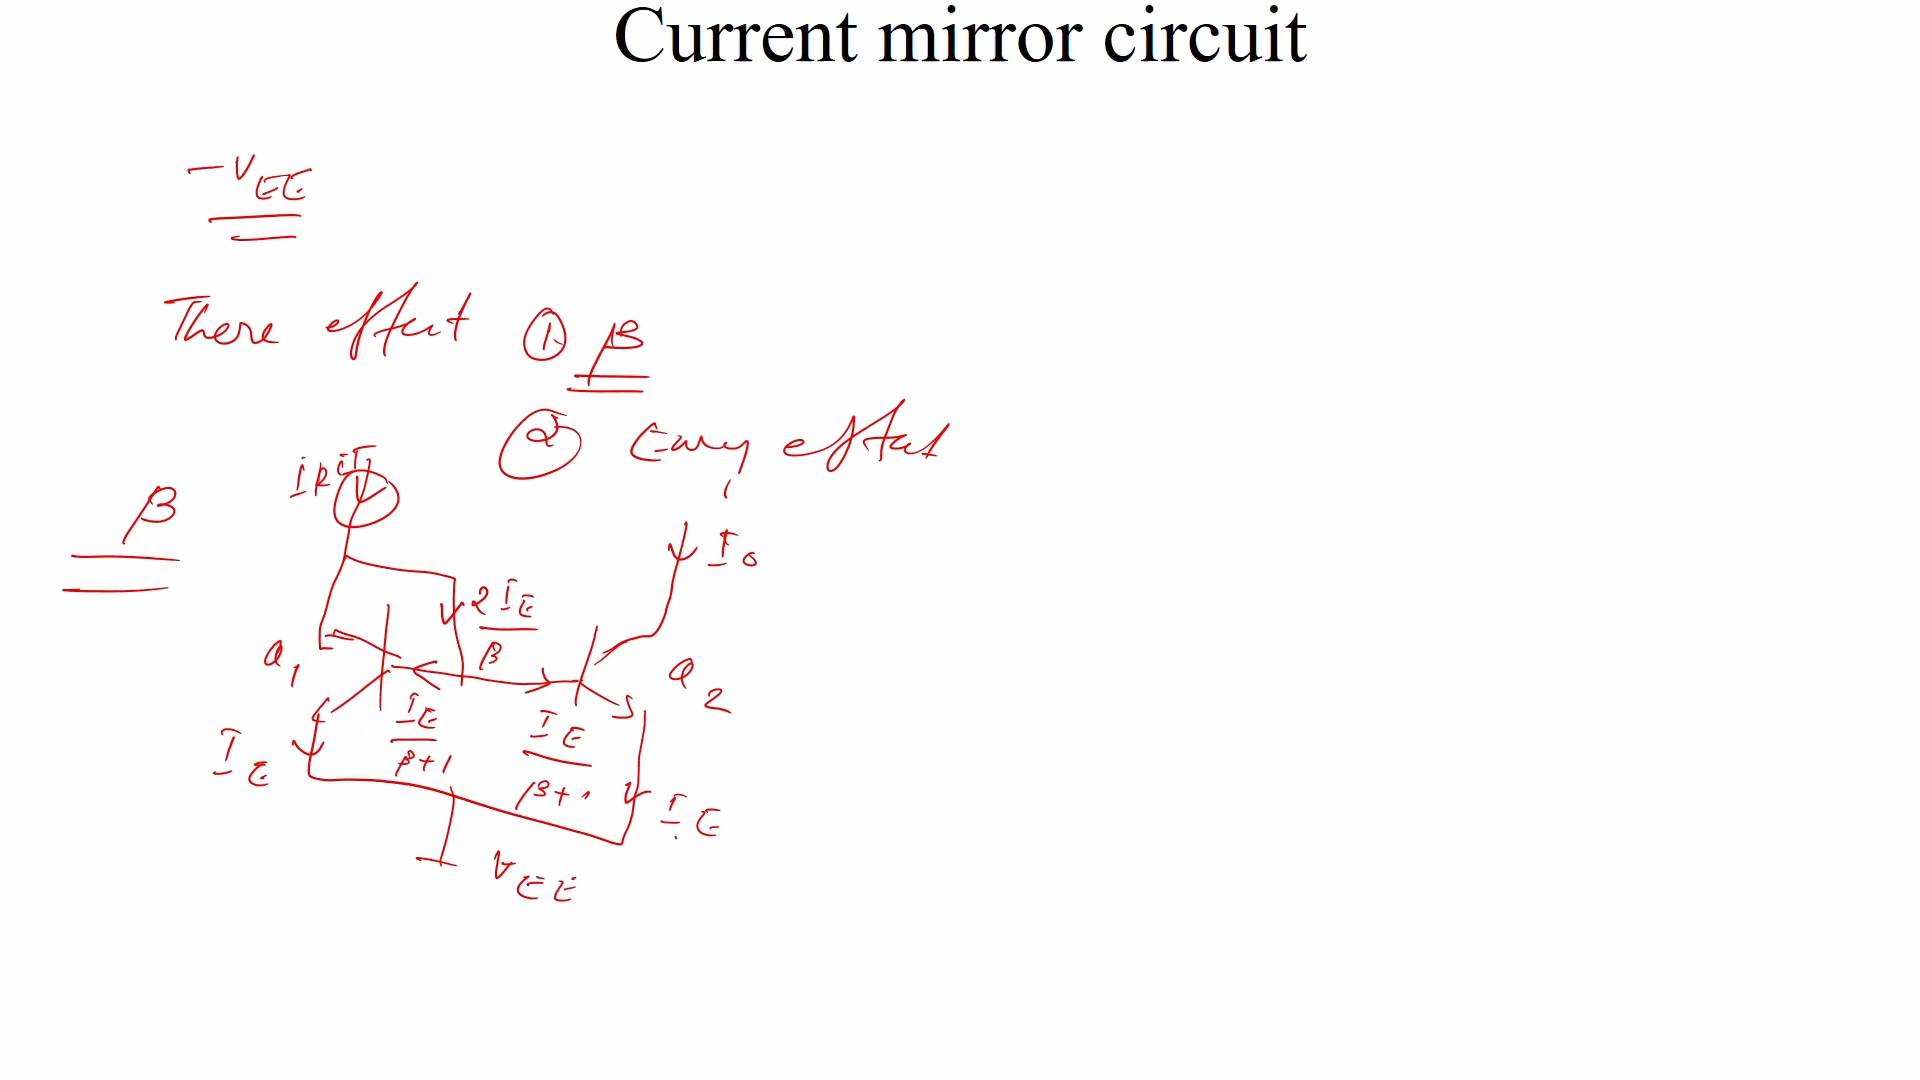 Current mirror circuit
-VEE
There effect ① β
② Early effect
β
IREF
Io
2IE/β
Q1
Q2
IE
IE/β+1
IE/β+1
IE
VEE